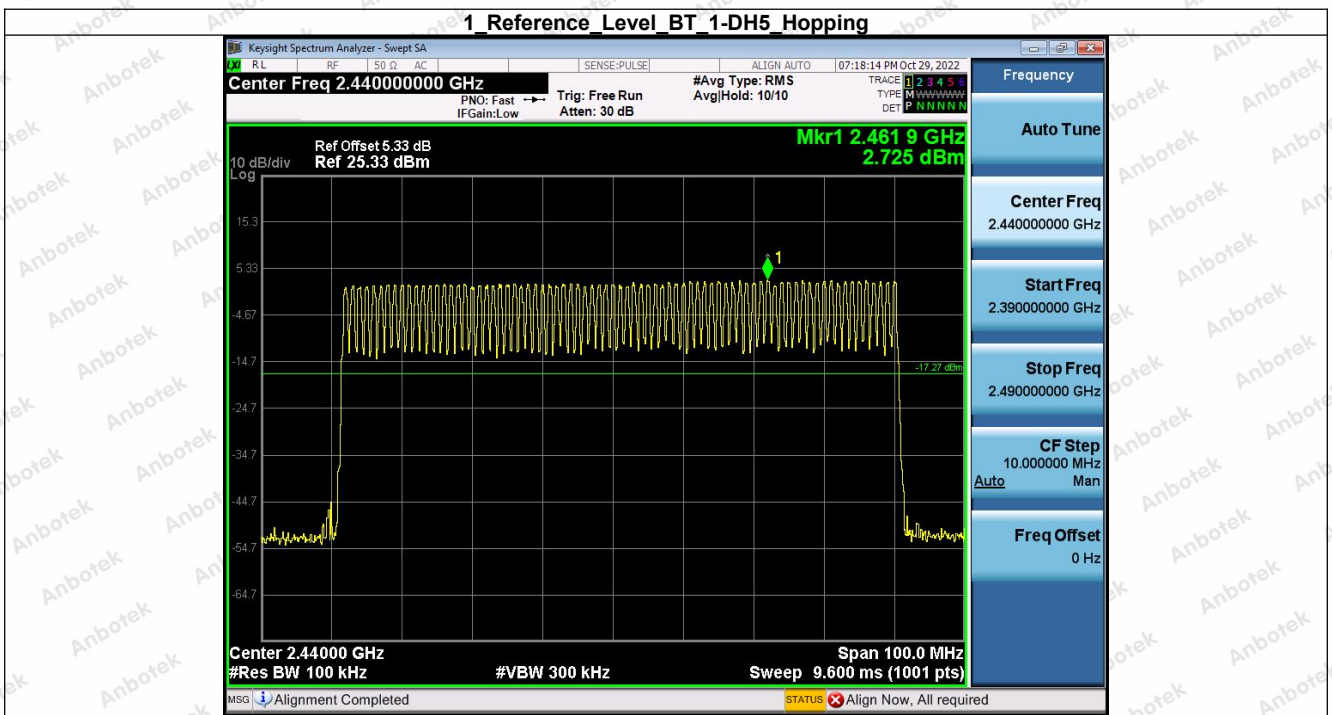 1_Reference_Level_BT_1-DH5_Hopping
Keysight Spectrum Analyzer - Swept SA
LXI RL RF 50 Ω AC SENSE:PULSE ALIGN AUTO 07:18:14 PM Oct 29, 2022
Center Freq 2.440000000 GHz
PNO: Fast
IFGain:Low
Trig: Free Run
Atten: 30 dB
#Avg Type: RMS
Avg|Hold: 10/10
TRACE 1 2 3 4 5 6
TYPE M WWWWW
DET P N N N N N
Ref Offset 5.33 dB
10 dB/div Ref 25.33 dBm
Log
Mkr1 2.461 9 GHz
2.725 dBm
15.3
5.33
-4.67
-14.7
-24.7
-34.7
-44.7
-54.7
-64.7
1
-17.27 dBm
Center 2.44000 GHz Span 100.0 MHz
#Res BW 100 kHz #VBW 300 kHz Sweep 9.600 ms (1001 pts)
MSG Alignment Completed STATUS Align Now, All required
Frequency
Auto Tune
Center Freq
2.440000000 GHz
Start Freq
2.390000000 GHz
Stop Freq
2.490000000 GHz
CF Step
10.000000 MHz
Auto Man
Freq Offset
0 Hz
Anbotek